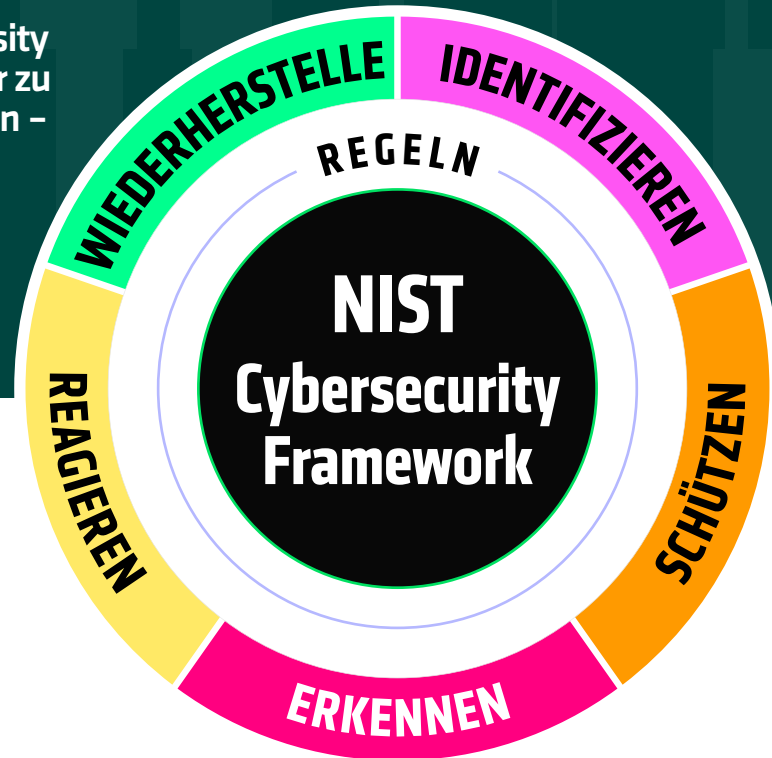 sity
r zu
n –
WIEDERHERSTELLE
IDENTIFIZIEREN
REGELN
NIST
Cybersecurity
Framework
SCHÜTZEN
REAGIEREN
ERKENNEN